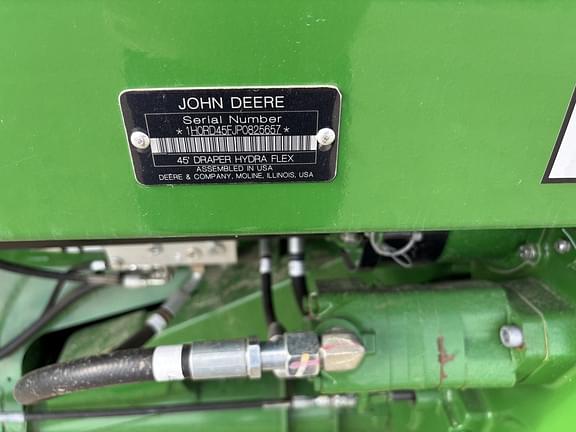 JOHN DEERE
Serial Number
*1H0RD45FJP0825657*
45' DRAPER HYDRA FLEX
ASSEMBLED IN USA
DEERE & COMPANY, MOLINE, ILLINOIS, USA